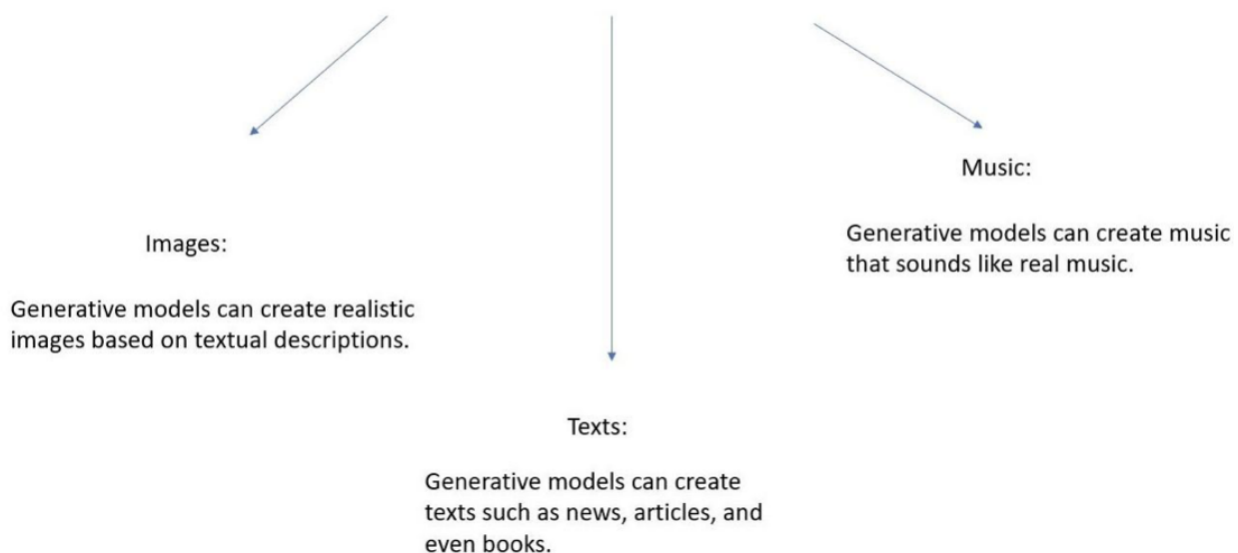 Images:
Generative models can create realistic
images based on textual descriptions.
Texts:
Generative models can create
texts such as news, articles, and
even books.
Music:
Generative models can create music
that sounds like real music.